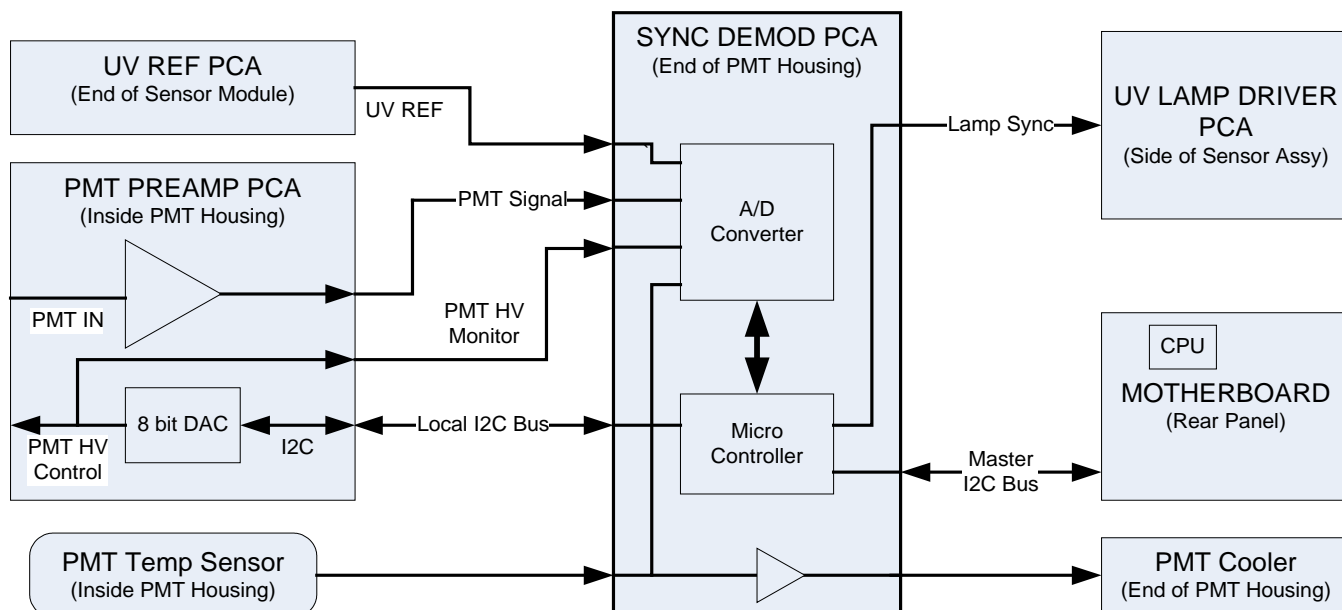 UV REF PCA
(End of Sensor Module)
UV REF
PMT PREAMP PCA
(Inside PMT Housing)
PMT IN
PMT Signal
PMT HV
Monitor
8 bit DAC
PMT HV
Control
I2C
Local I2C Bus
PMT Temp Sensor
(Inside PMT Housing)
SYNC DEMOD PCA
(End of PMT Housing)
A/D
Converter
Micro
Controller
Lamp Sync
UV LAMP DRIVER
PCA
(Side of Sensor Assy)
CPU
MOTHERBOARD
(Rear Panel)
Master
I2C Bus
PMT Cooler
(End of PMT Housing)